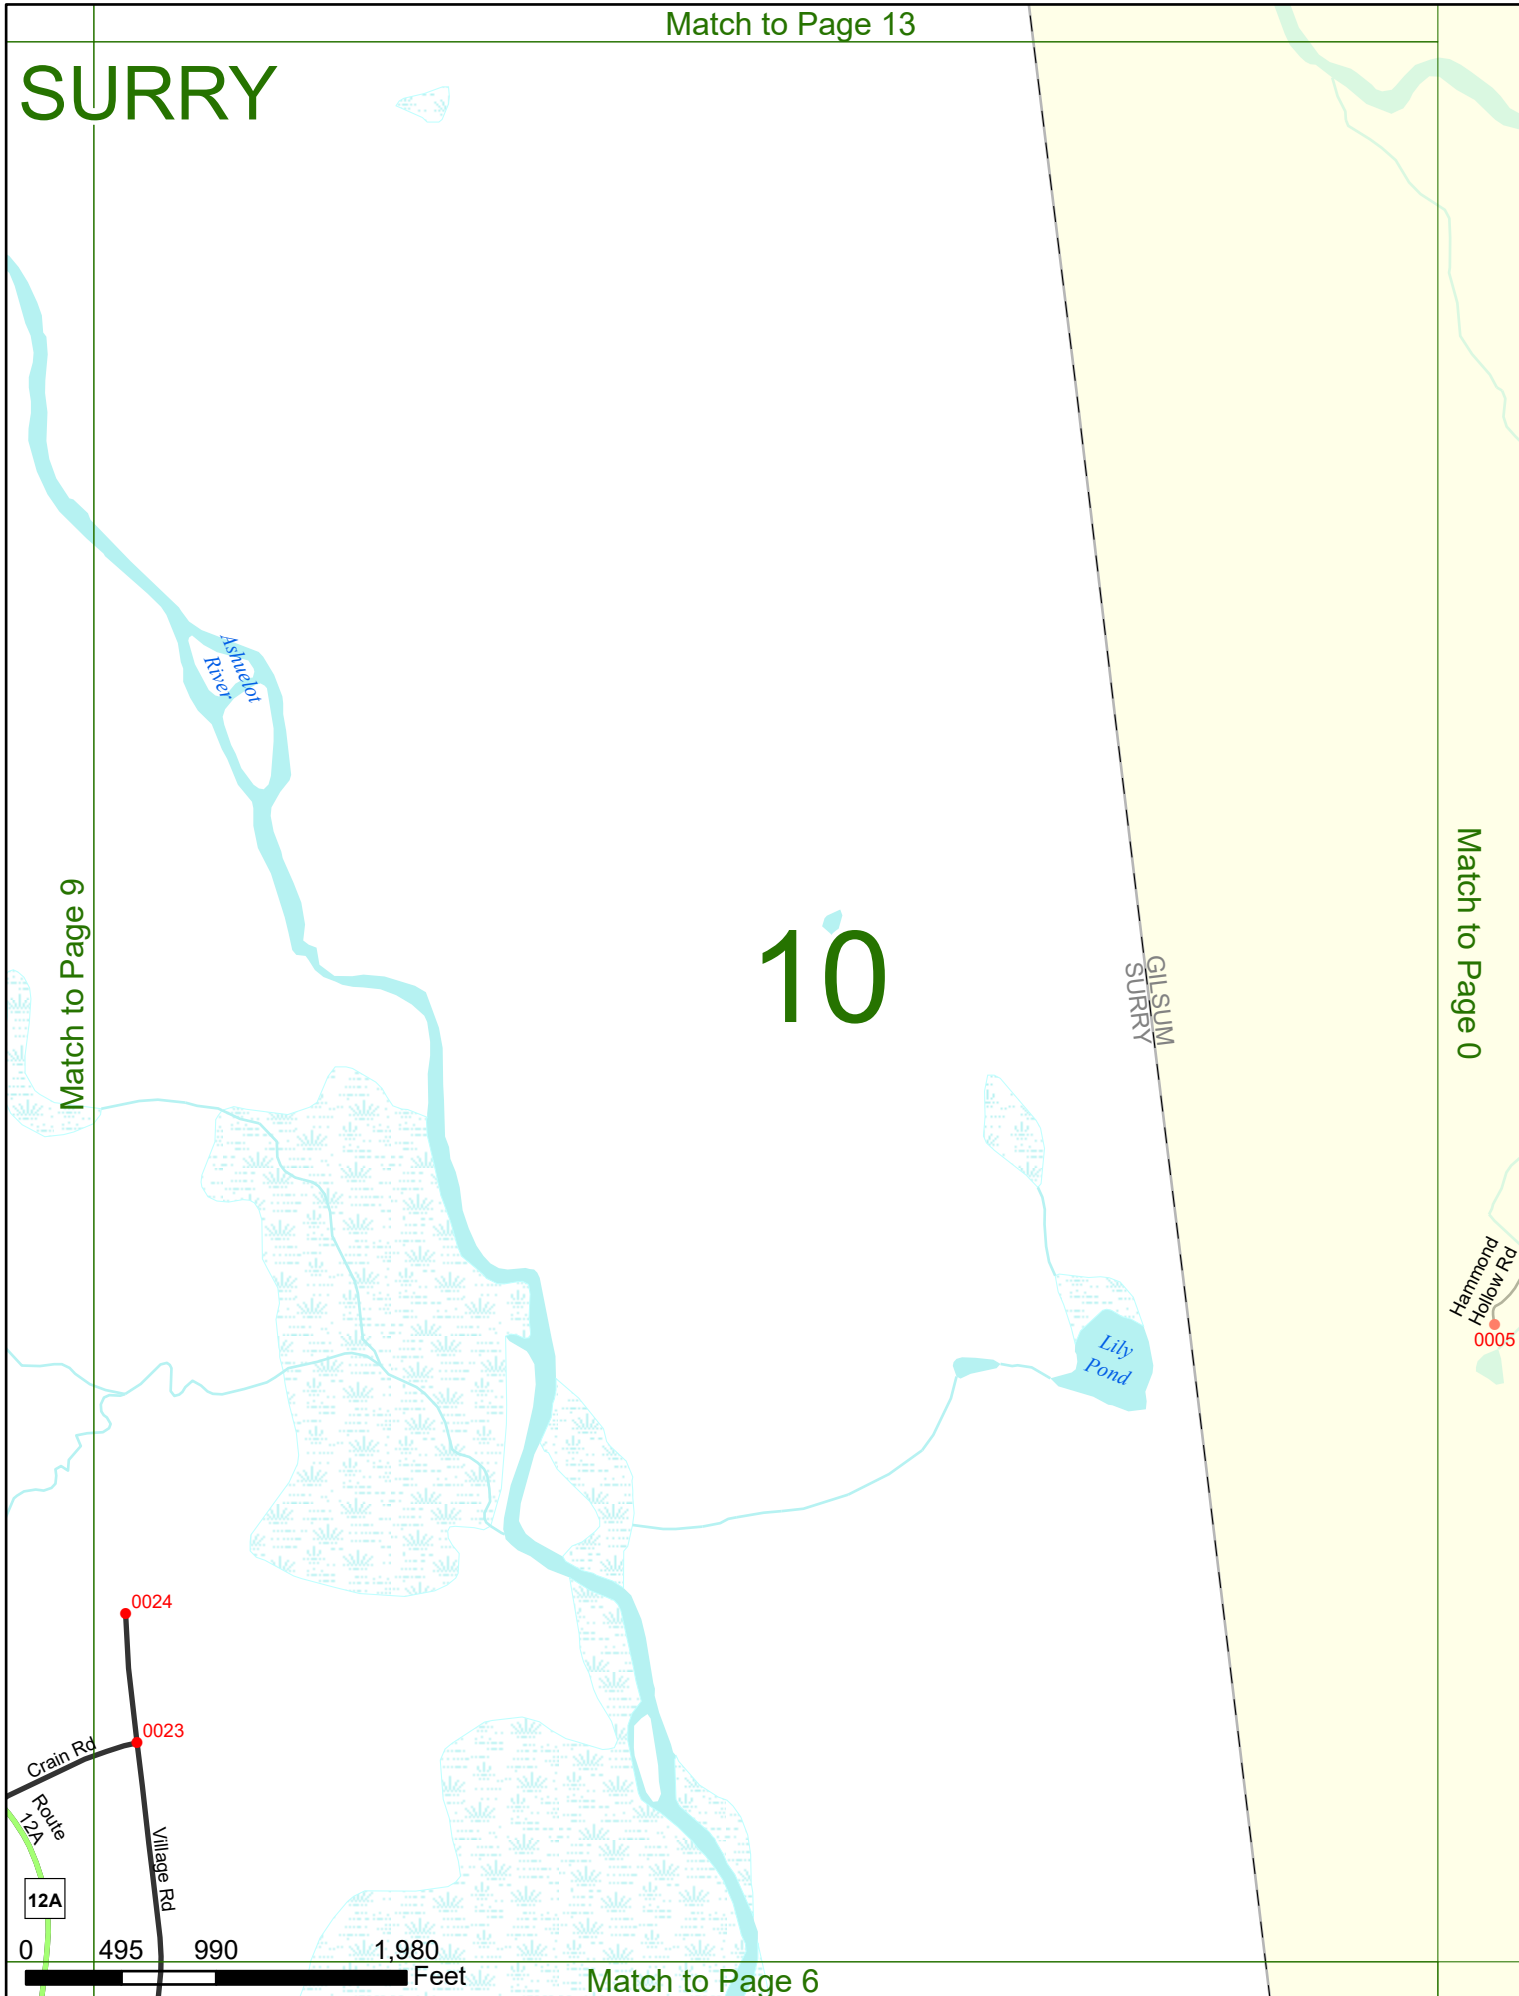 Match to Page 13
SURRY
Ashuelot
River
Match to Page 9
10
GILSUM
SURRY
Match to Page 0
Hammond
Hollow Rd
0005
Lily
Pond
0024
0023
Crain Rd
Route
12A
Village Rd
12A
0 495 990 1,980
Feet
Match to Page 6